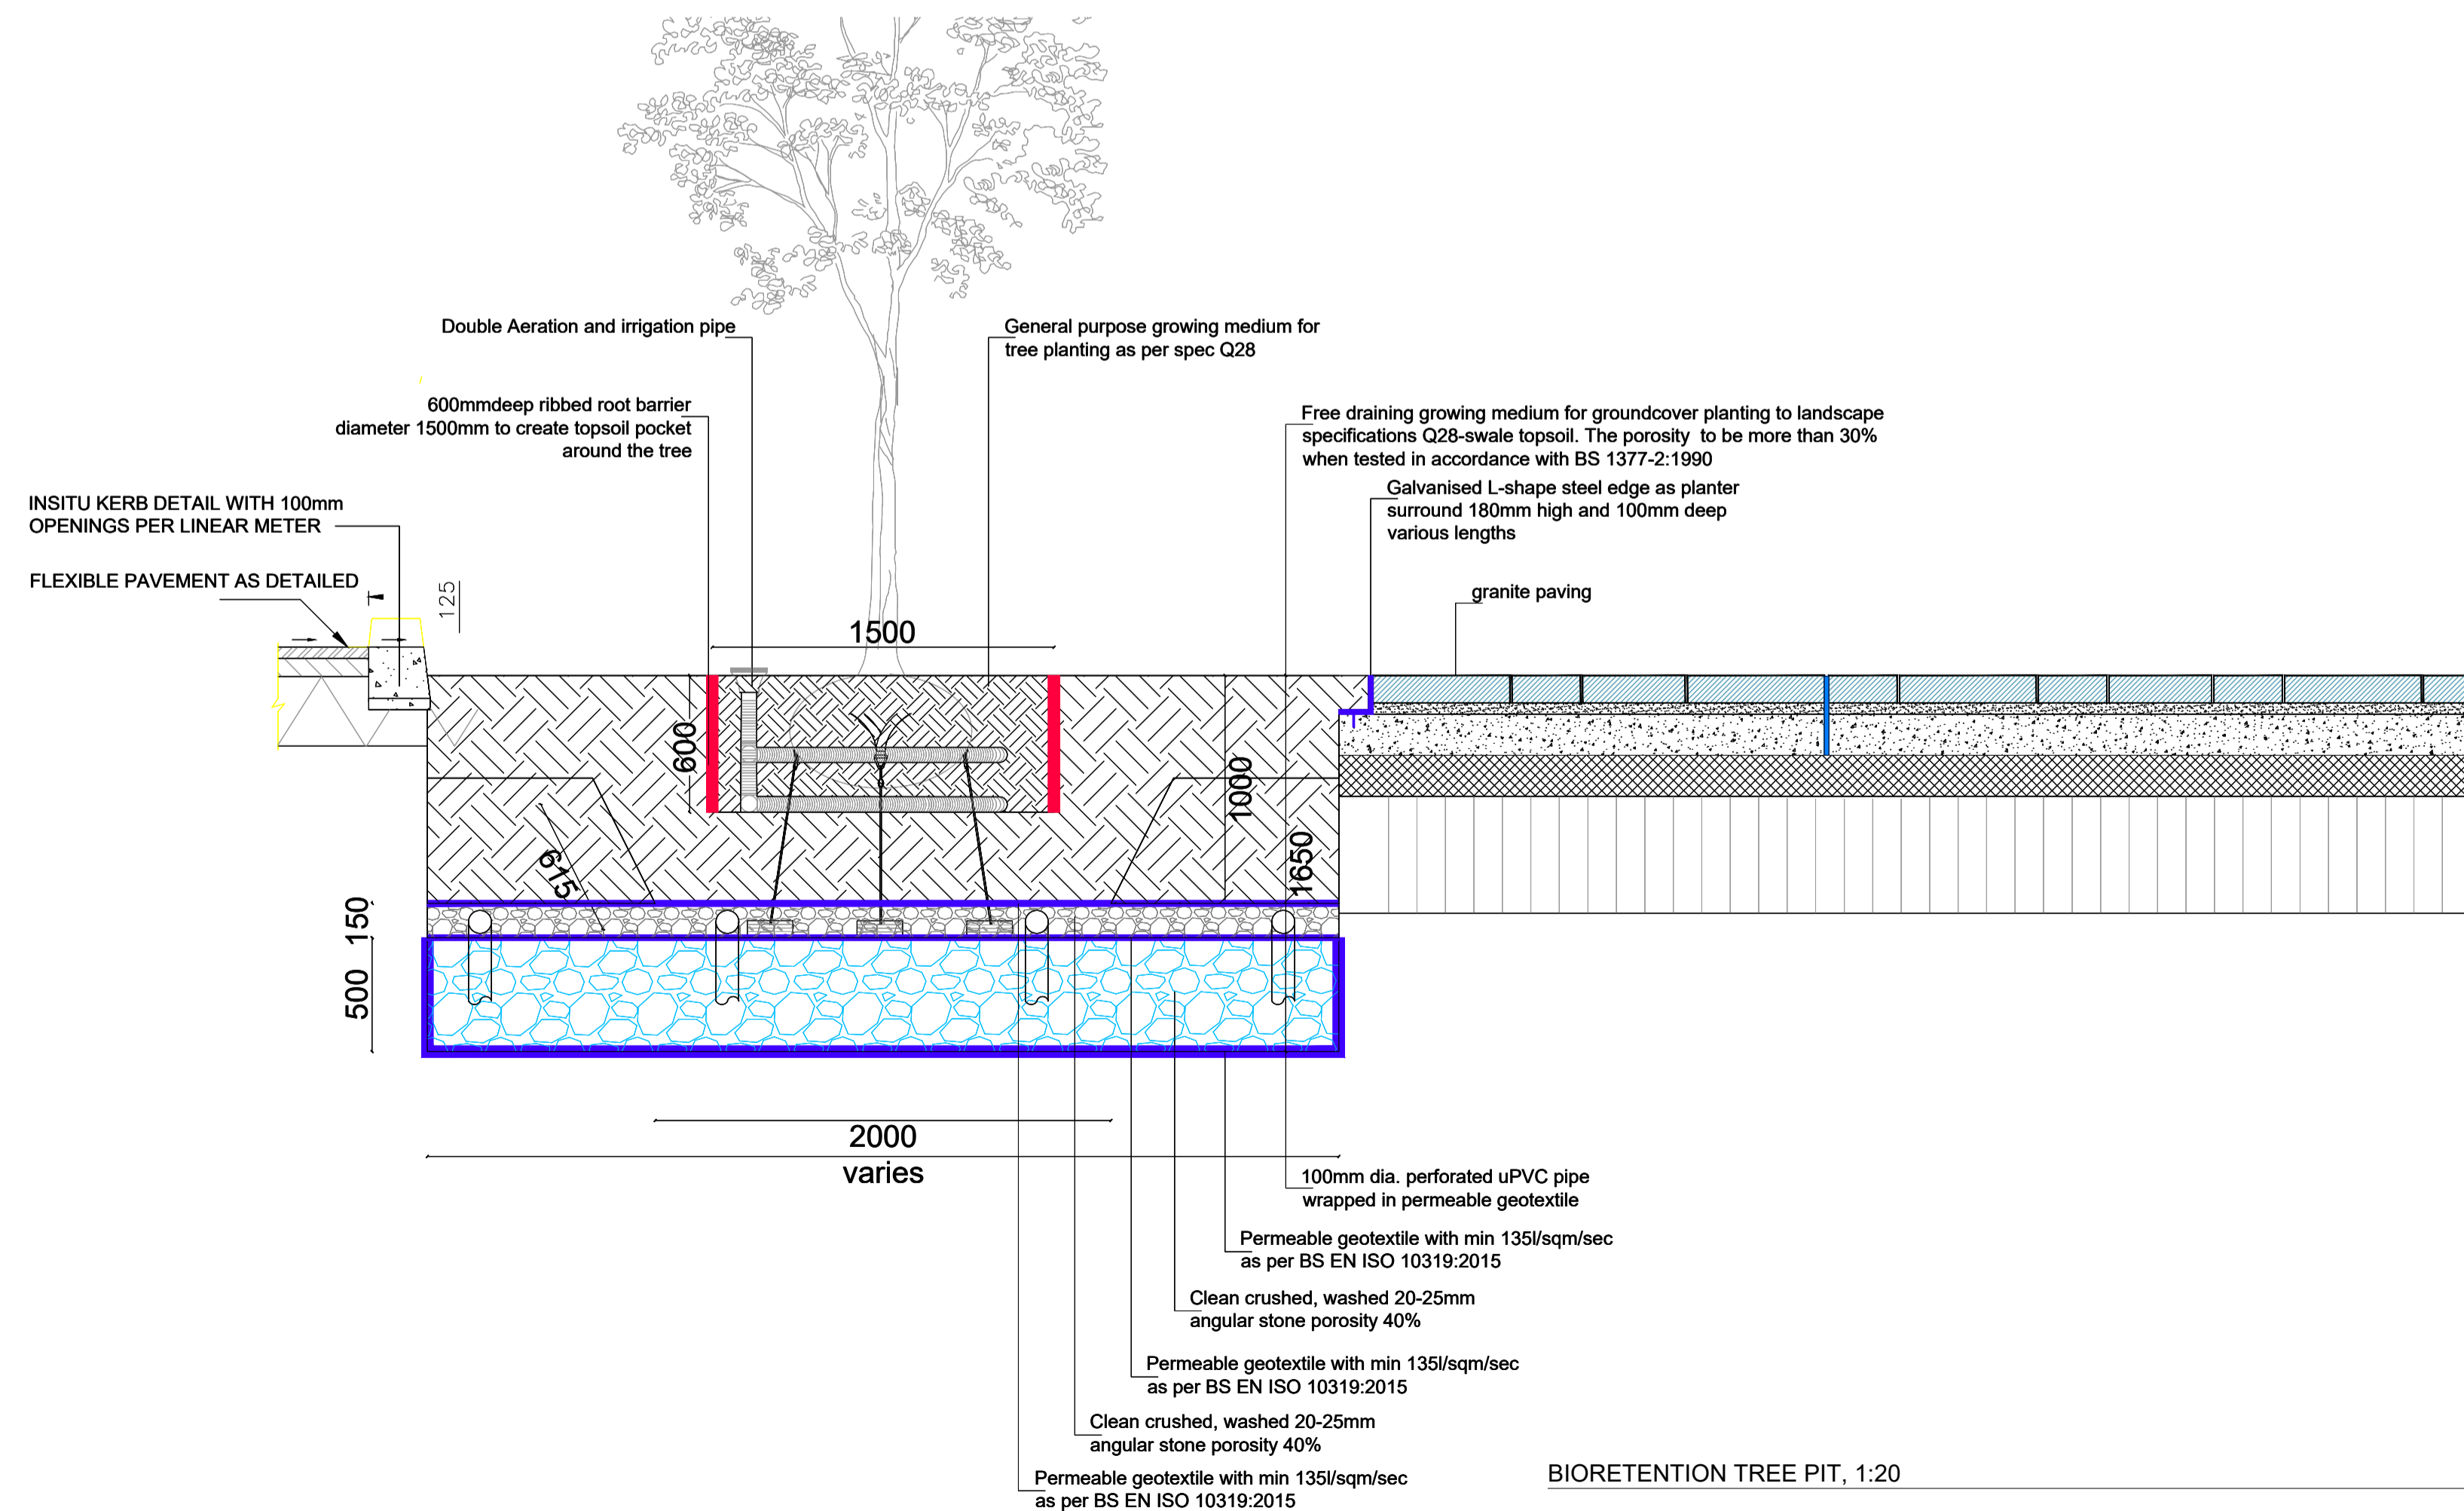 Double Aeration and irrigation pipe
General purpose growing medium for
tree planting as per spec Q28
600mmdeep ribbed root barrier
diameter 1500mm to create topsoil pocket
around the tree
Free draining growing medium for groundcover planting to landscape
specifications Q28-swale topsoil. The porosity to be more than 30%
when tested in accordance with BS 1377-2:1990
Galvanised L-shape steel edge as planter
surround 180mm high and 100mm deep
various lengths
INSITU KERB DETAIL WITH 100mm
OPENINGS PER LINEAR METER
FLEXIBLE PAVEMENT AS DETAILED
125
granite paving
1500
600
1000
1650
615
150
500
2000
varies
100mm dia. perforated uPVC pipe
wrapped in permeable geotextile
Permeable geotextile with min 135l/sqm/sec
as per BS EN ISO 10319:2015
Clean crushed, washed 20-25mm
angular stone porosity 40%
Permeable geotextile with min 135l/sqm/sec
as per BS EN ISO 10319:2015
Clean crushed, washed 20-25mm
angular stone porosity 40%
Permeable geotextile with min 135l/sqm/sec
as per BS EN ISO 10319:2015
BIORETENTION TREE PIT, 1:20